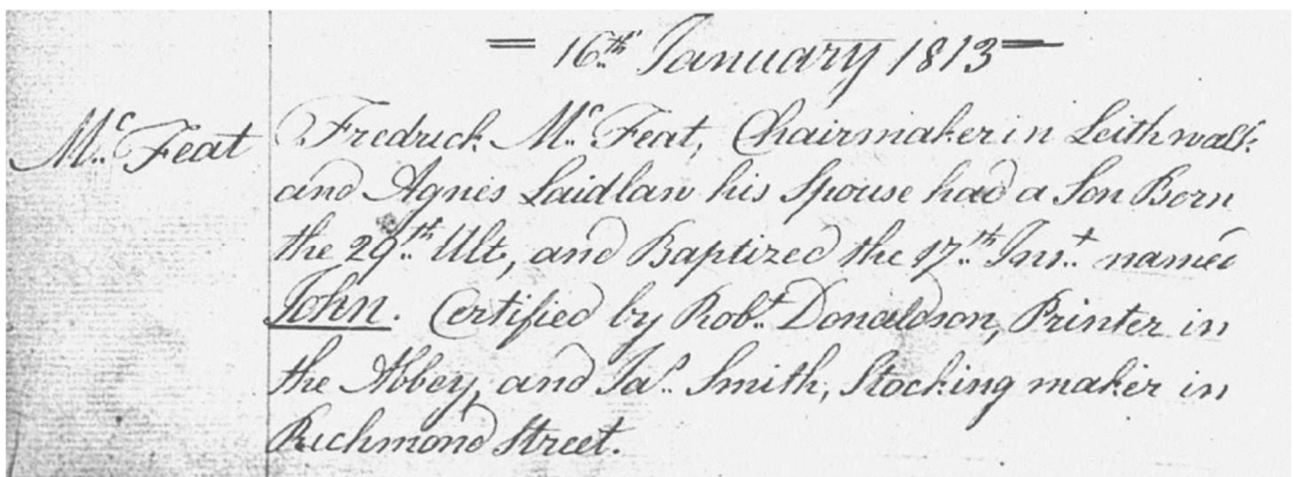 = 16th January 1813 =
Mc Feat
Fredrick Mc Feat, Chairmaker in Leith walk
and Agnes Laidlaw his Spouse had a Son Born
the 29th Ult, and Baptized the 17th Inst named
John. Certified by Robt Donaldson, Printer in
the Abbey, and Jas Smith, Stocking maker in
Richmond Street.